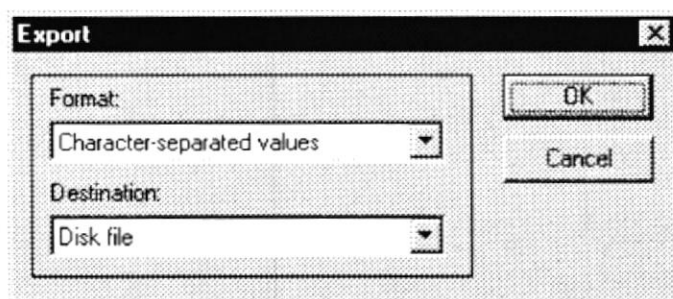 Export
Format:
Character-separated values
Destination:
Disk file
OK
Cancel